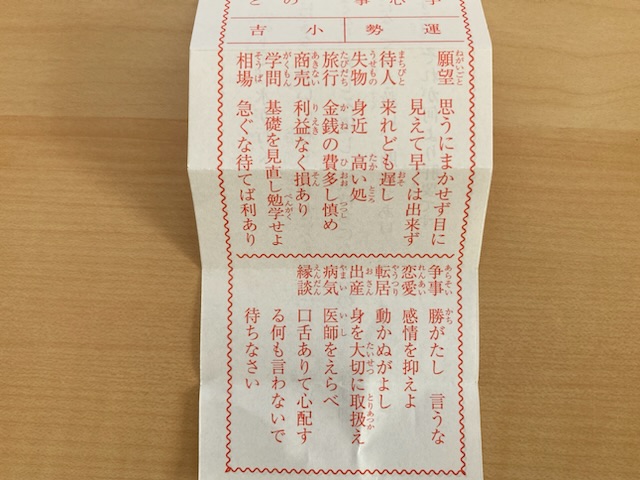 運勢 小吉
願望 思うにまかせず目に
見えて早くは出来ず
待人 来れども遅し
失物 身近 高い処
旅行 金銭の費多し慎め
商売 利益なく損あり
学問 基礎を見直し勉学せよ
相場 急ぐな待てば利あり
争事 勝がたし 言うな
恋愛 感情を抑えよ
転居 動かぬがよし
出産 身を大切に取扱え
病気 医師をえらべ
縁談 口舌ありて心配す
る何も言わないで
待ちなさい